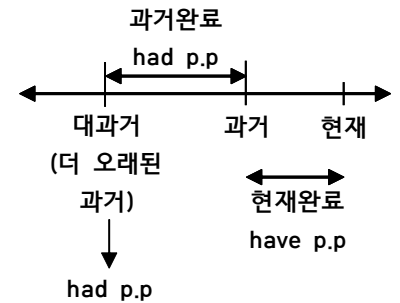 과거완료
had p.p
대과거 과거 현재
(더 오래된
과거)
현재완료
have p.p
had p.p